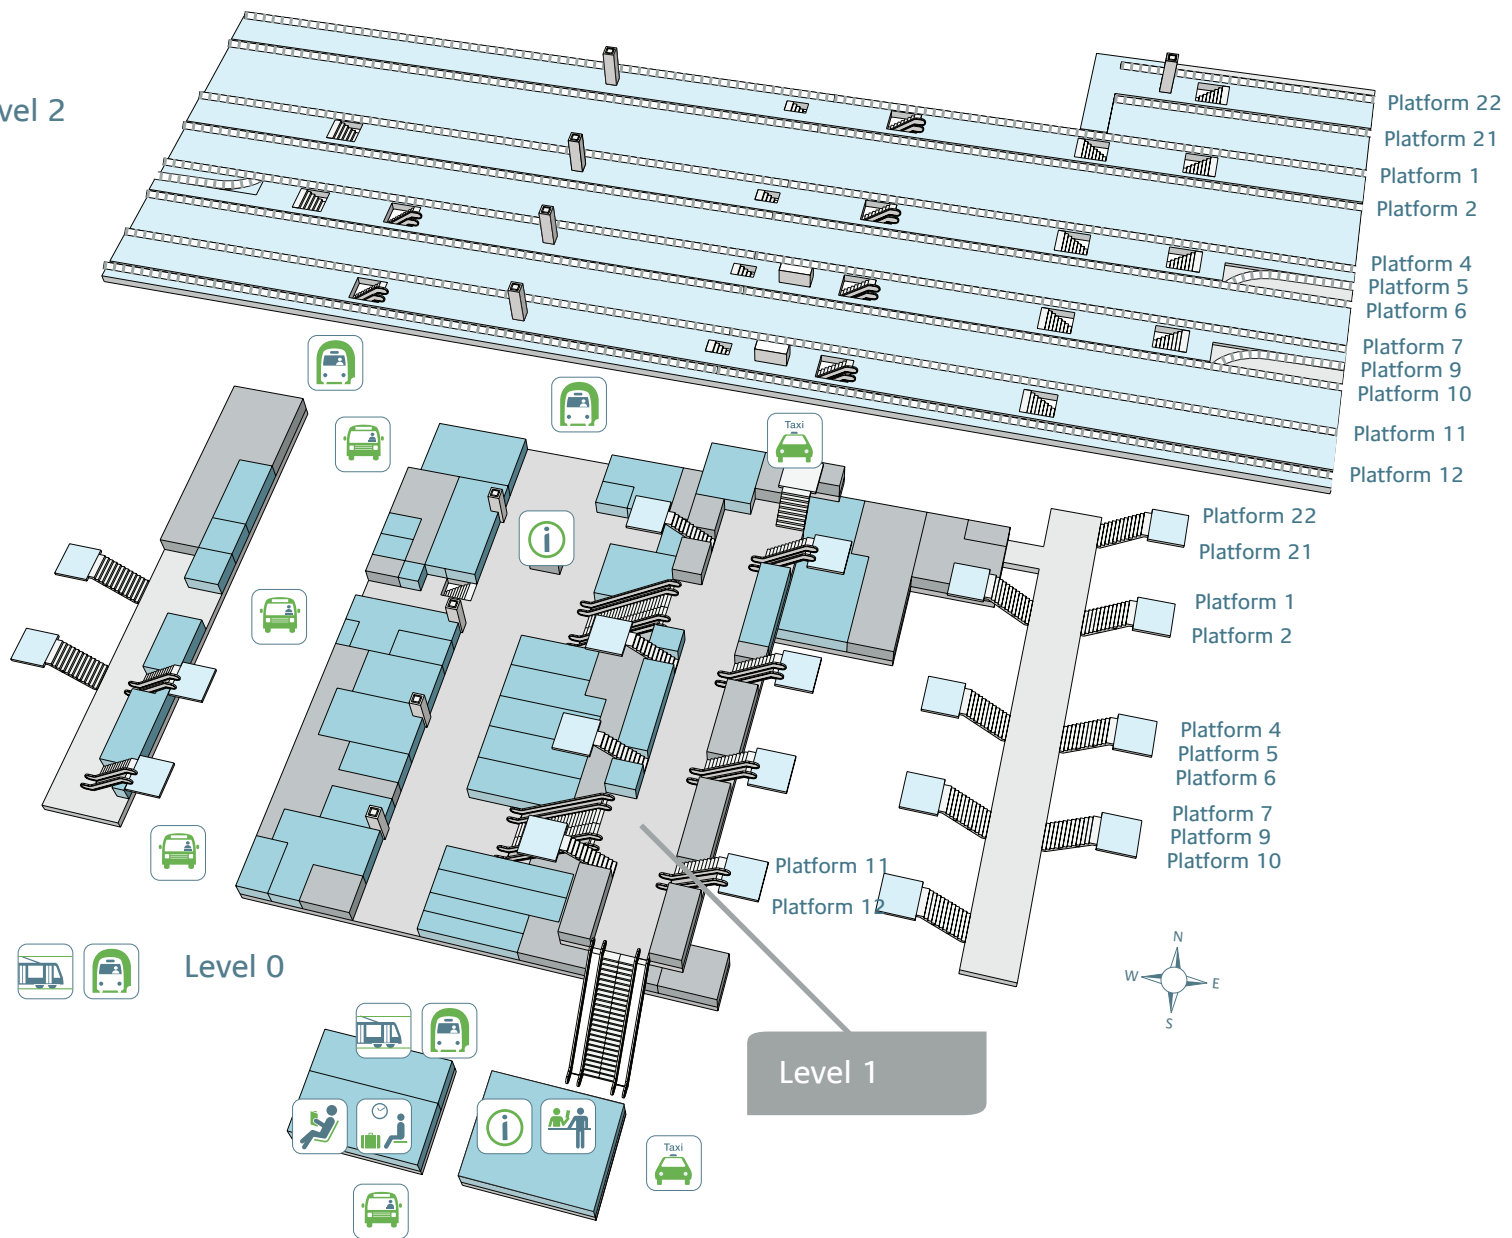 vel 2
Platform 22
Platform 21
Platform 1
Platform 2
Platform 4
Platform 5
Platform 6
Platform 7
Platform 9
Platform 10
Platform 11
Platform 12
Taxi
Platform 22
Platform 21
Platform 1
Platform 2
Platform 4
Platform 5
Platform 6
Platform 7
Platform 9
Platform 10
Platform 11
Platform 12
i
Level 0
N
W E
S
Level 1
i
Taxi